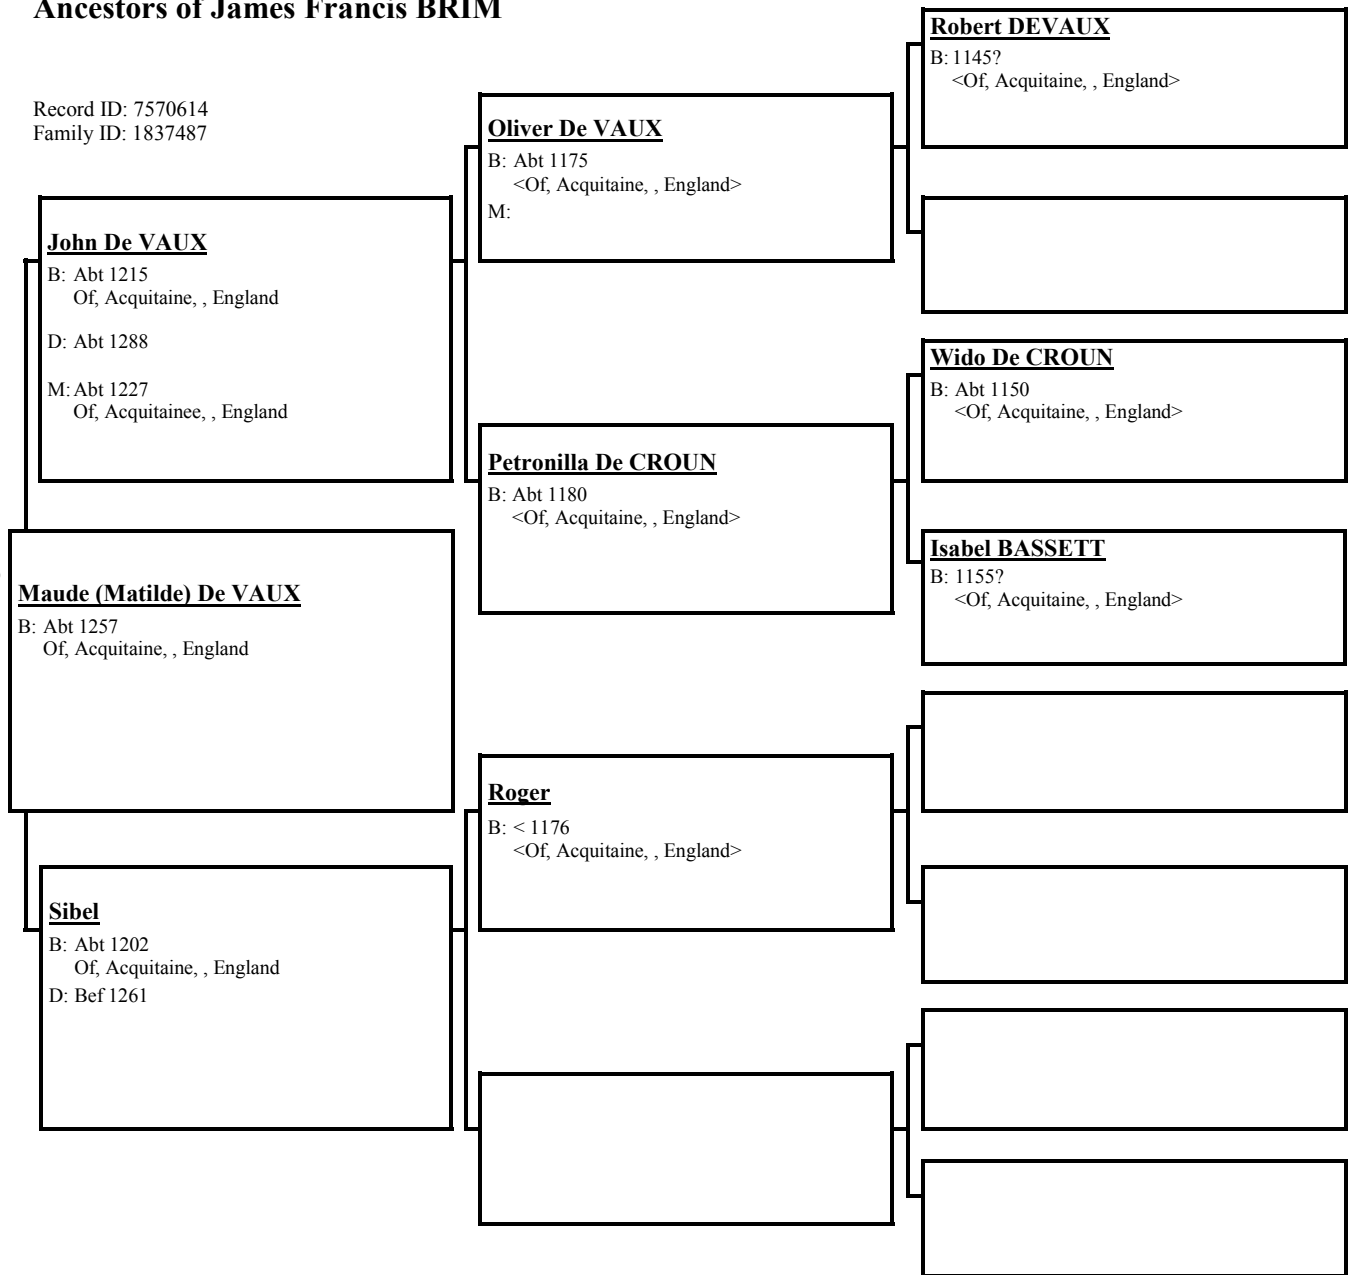 Ancestors of James Francis BRIM
Record ID: 7570614
Family ID: 1837487
John De VAUX
B: Abt 1215
Of, Acquitaine, , England
D: Abt 1288
M: Abt 1227
Of, Acquitainee, , England
Maude (Matilde) De VAUX
B: Abt 1257
Of, Acquitaine, , England
Sibel
B: Abt 1202
Of, Acquitaine, , England
D: Bef 1261
Oliver De VAUX
B: Abt 1175
<Of, Acquitaine, , England>
M:
Petronilla De CROUN
B: Abt 1180
<Of, Acquitaine, , England>
Roger
B: < 1176
<Of, Acquitaine, , England>
Robert DEVAUX
B: 1145?
<Of, Acquitaine, , England>
Wido De CROUN
B: Abt 1150
<Of, Acquitaine, , England>
Isabel BASSETT
B: 1155?
<Of, Acquitaine, , England>